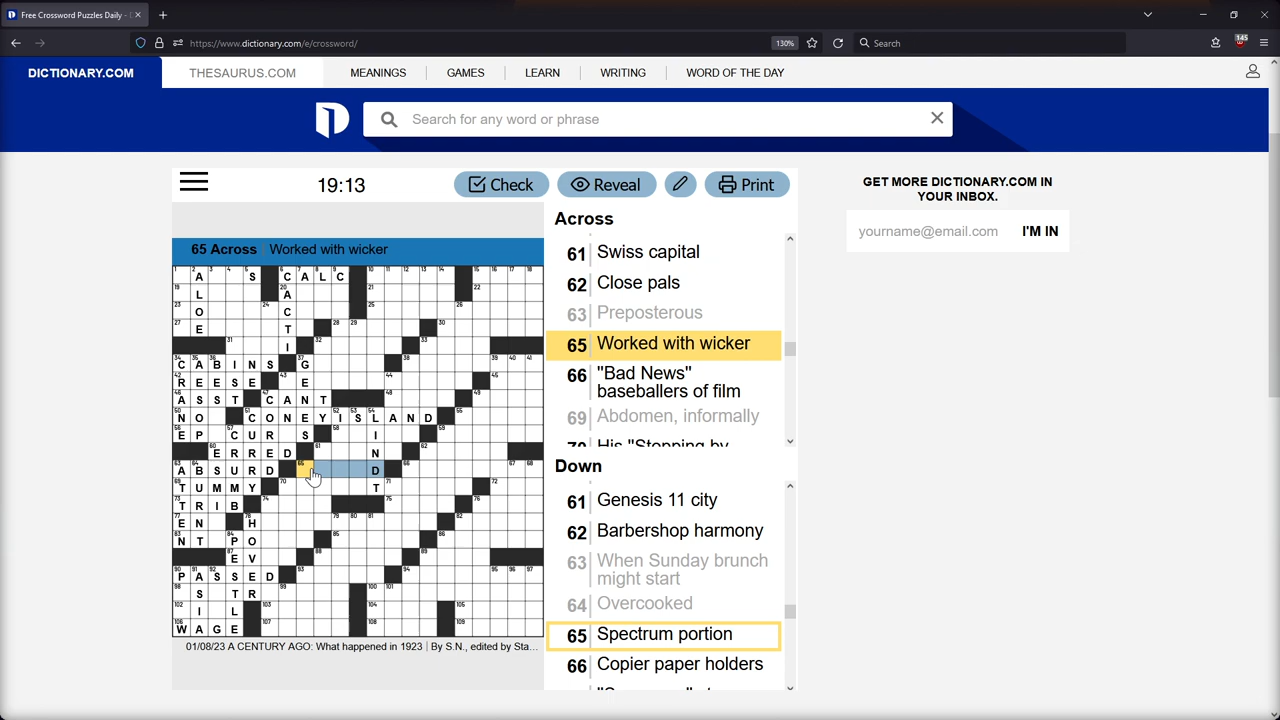 Free Crossword Puzzles Daily - (
https://www.dictionary.com/e/crossword/
130%
Search
145
DICTIONARY.COM
THESAURUS.COM
MEANINGS
GAMES
LEARN
WRITING
WORD OF THE DAY
Search for any word or phrase
19:13
Check
Reveal
Print
65 Across
Worked with wicker
Across
61 Swiss capital
62 Close pals
63 Preposterous
65 Worked with wicker
66 "Bad News"
baseballers of film
69 Abdomen, informally
70 His "Stopping by
Down
61 Genesis 11 city
62 Barbershop harmony
63 When Sunday brunch
might start
64 Overcooked
65 Spectrum portion
66 Copier paper holders
A S C A L C
L A
O C
E T
I
C A B I N S G
R E E S E E
A S S T C A N T
N O C O N E Y I S L A N D
E P C U R S I
E R R E D N
A B S U R D D
T U M M Y T
T R I B
E N H
N T P O
E V
P A S S E D
S T R
I L
W A G E
01/08/23 A CENTURY AGO: What happened in 1923 | By S.N., edited by Sta...
GET MORE DICTIONARY.COM IN
YOUR INBOX.
yourname@email.com
I'M IN